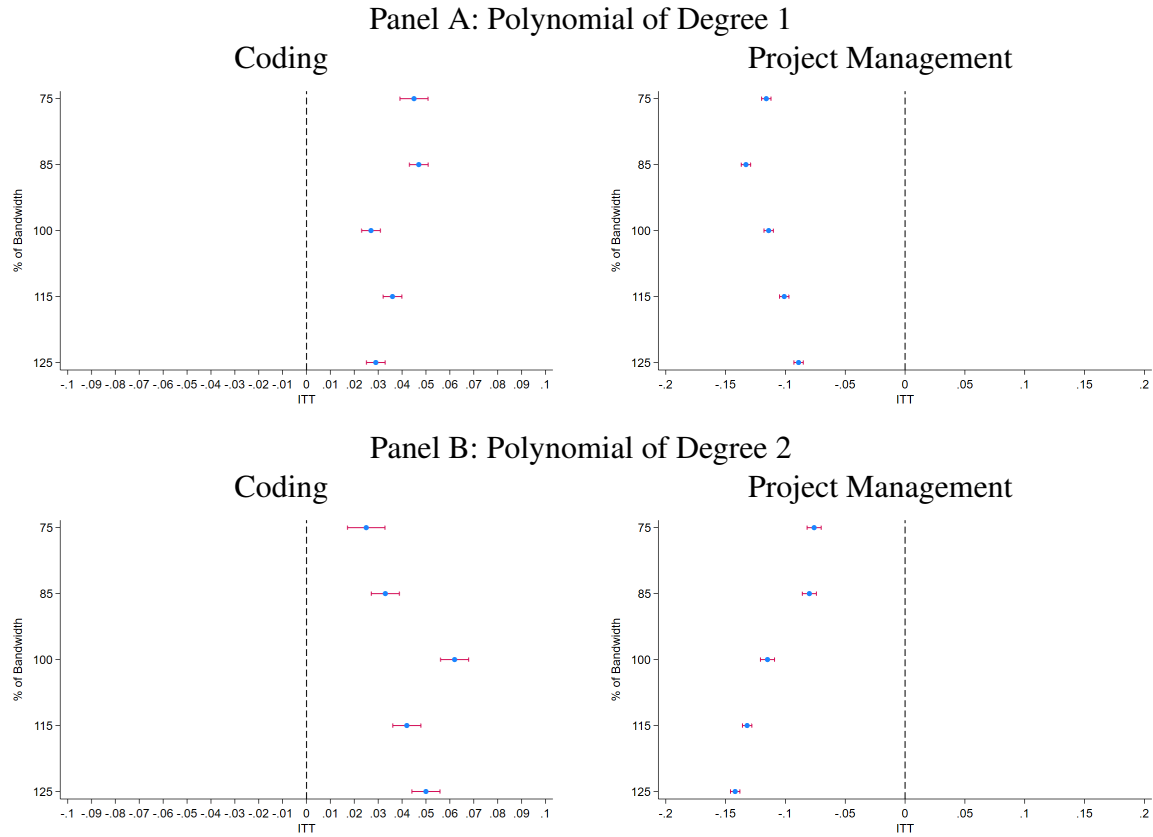 Panel A: Polynomial of Degree 1
Coding
Project Management
% of Bandwidth
75
85
100
115
125
-.1 -.09 -.08 -.07 -.06 -.05 -.04 -.03 -.02 -.01 0 .01 .02 .03 .04 .05 .06 .07 .08 .09 .1
ITT
% of Bandwidth
75
85
100
115
125
-.2 -.15 -.1 -.05 0 .05 .1 .15 .2
ITT
Panel B: Polynomial of Degree 2
Coding
Project Management
% of Bandwidth
75
85
100
115
125
-.1 -.09 -.08 -.07 -.06 -.05 -.04 -.03 -.02 -.01 0 .01 .02 .03 .04 .05 .06 .07 .08 .09 .1
ITT
% of Bandwidth
75
85
100
115
125
-.2 -.15 -.1 -.05 0 .05 .1 .15 .2
ITT